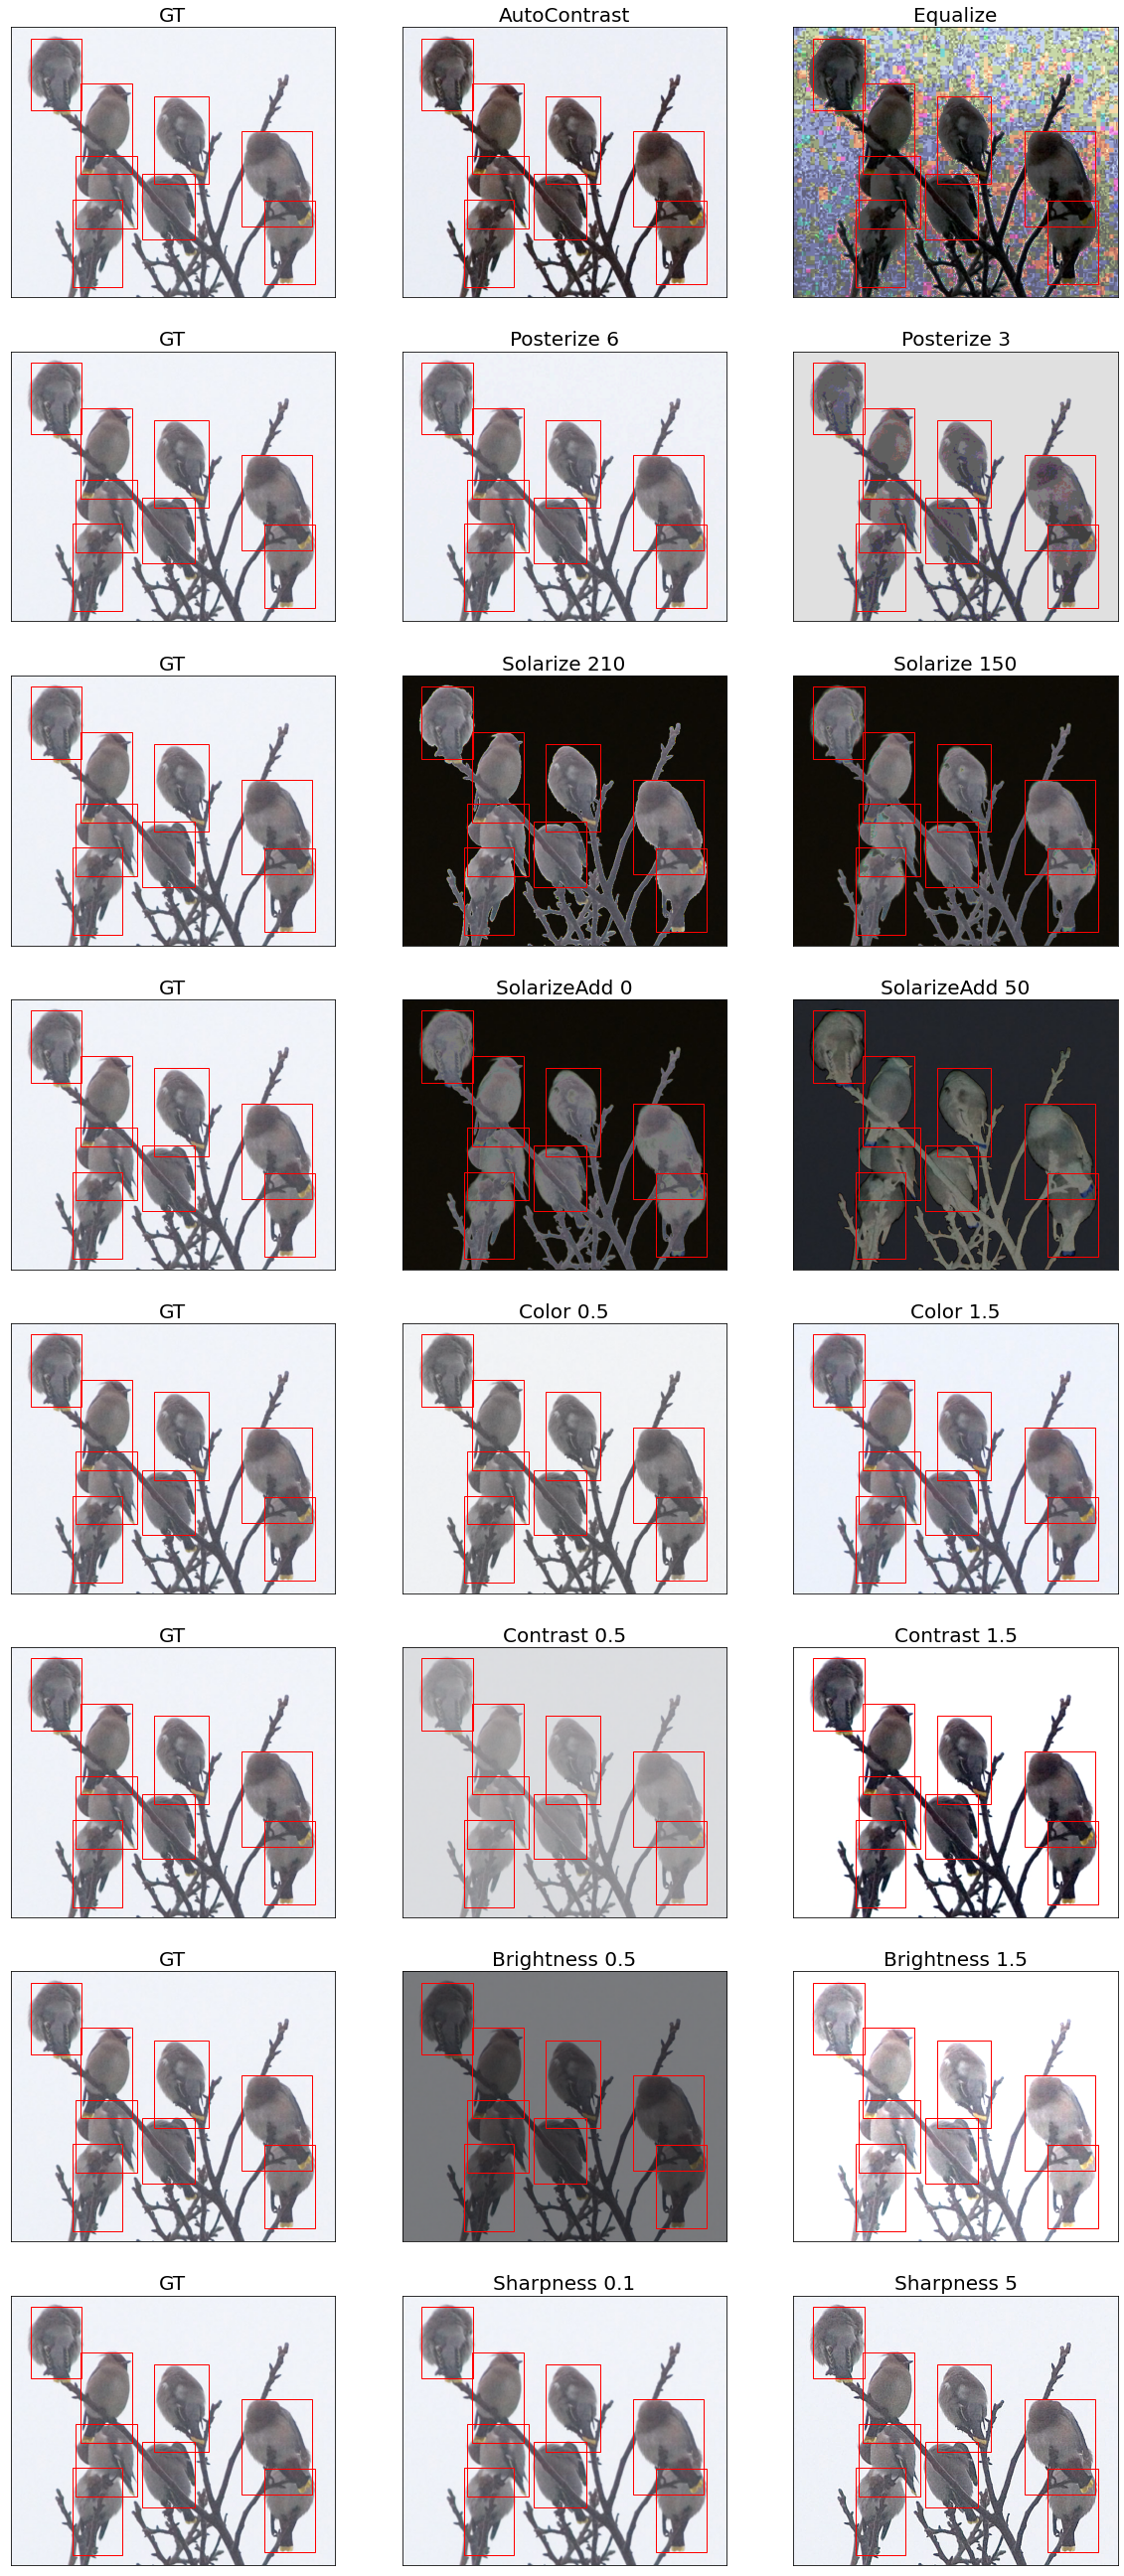 GT AutoContrast Equalize
GT Posterize 6 Posterize 3
GT Solarize 210 Solarize 150
GT SolarizeAdd 0 SolarizeAdd 50
GT Color 0.5 Color 1.5
GT Contrast 0.5 Contrast 1.5
GT Brightness 0.5 Brightness 1.5
GT Sharpness 0.1 Sharpness 5